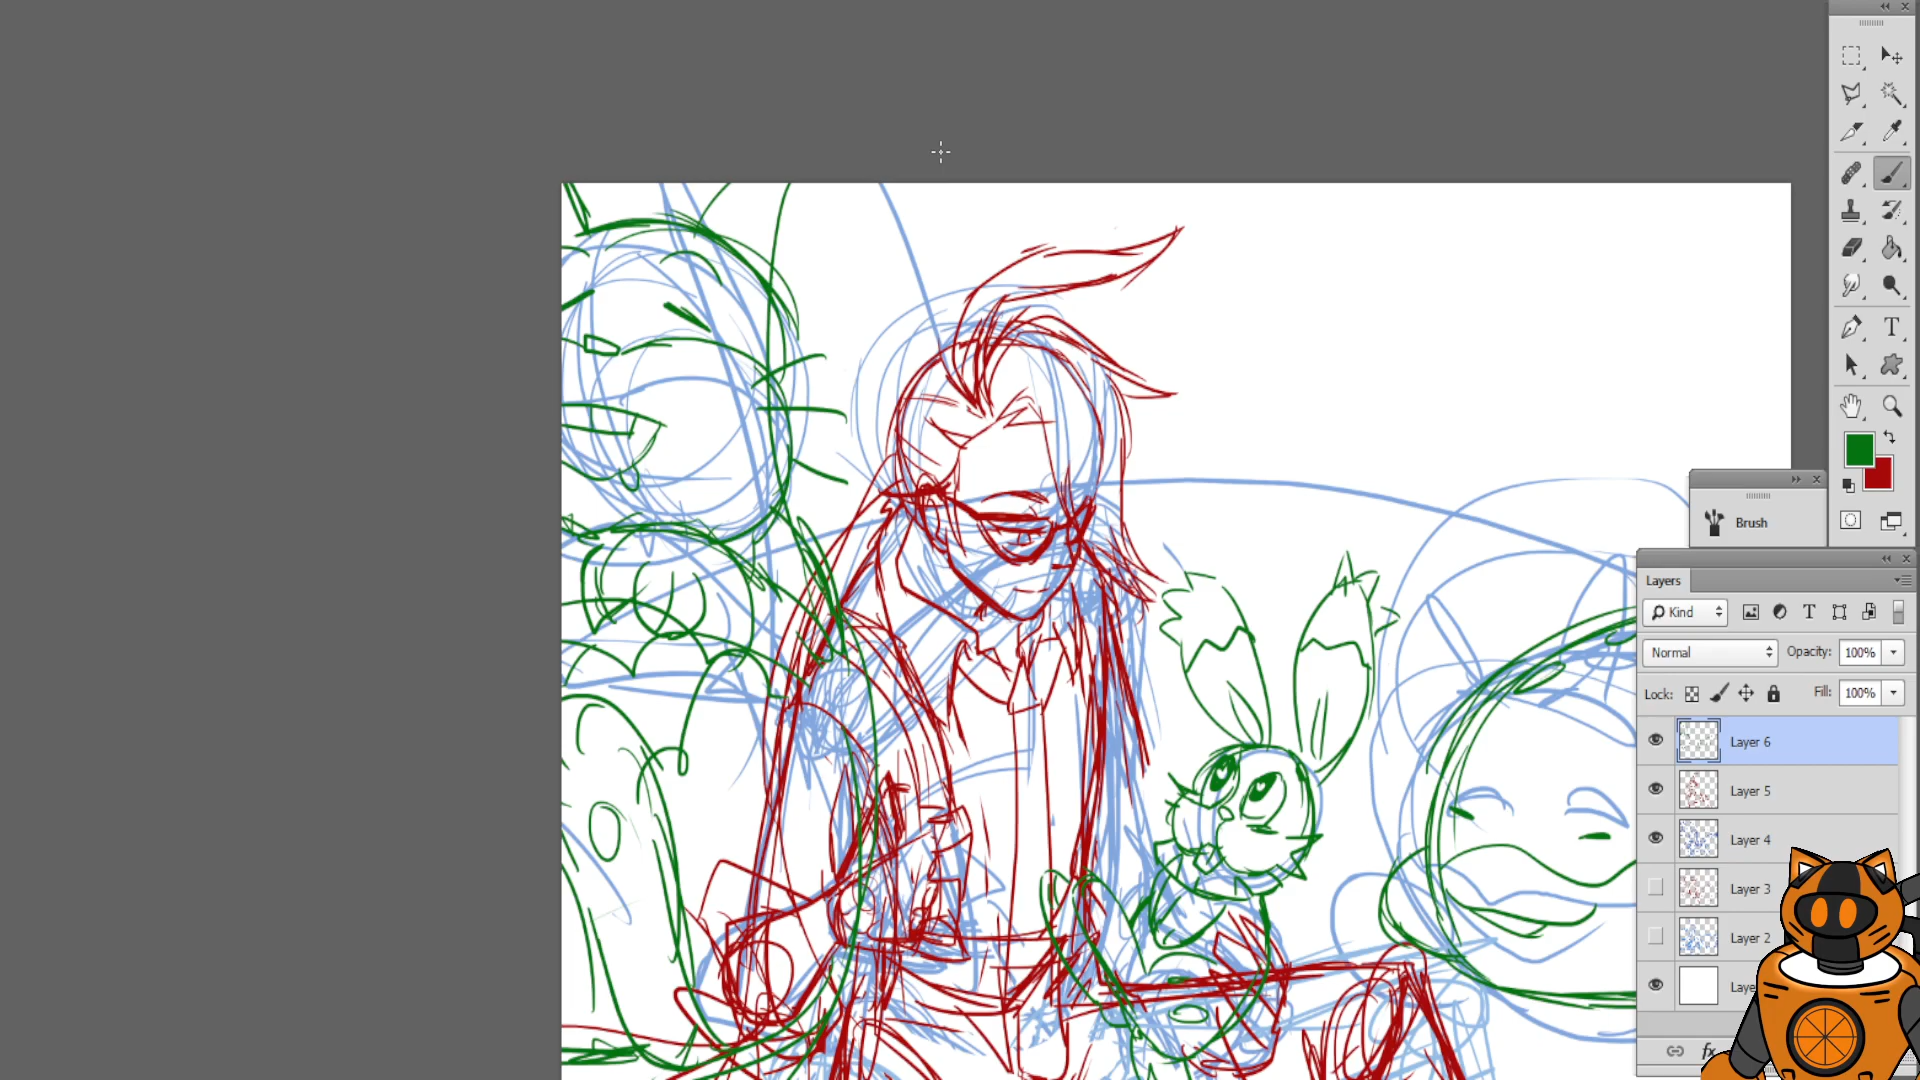 Brush
Layers
Kind
Normal
Opacity: 100%
Lock:
Fill: 100%
Layer 6
Layer 5
Layer 4
Layer 3
Layer 2
Laye
fx